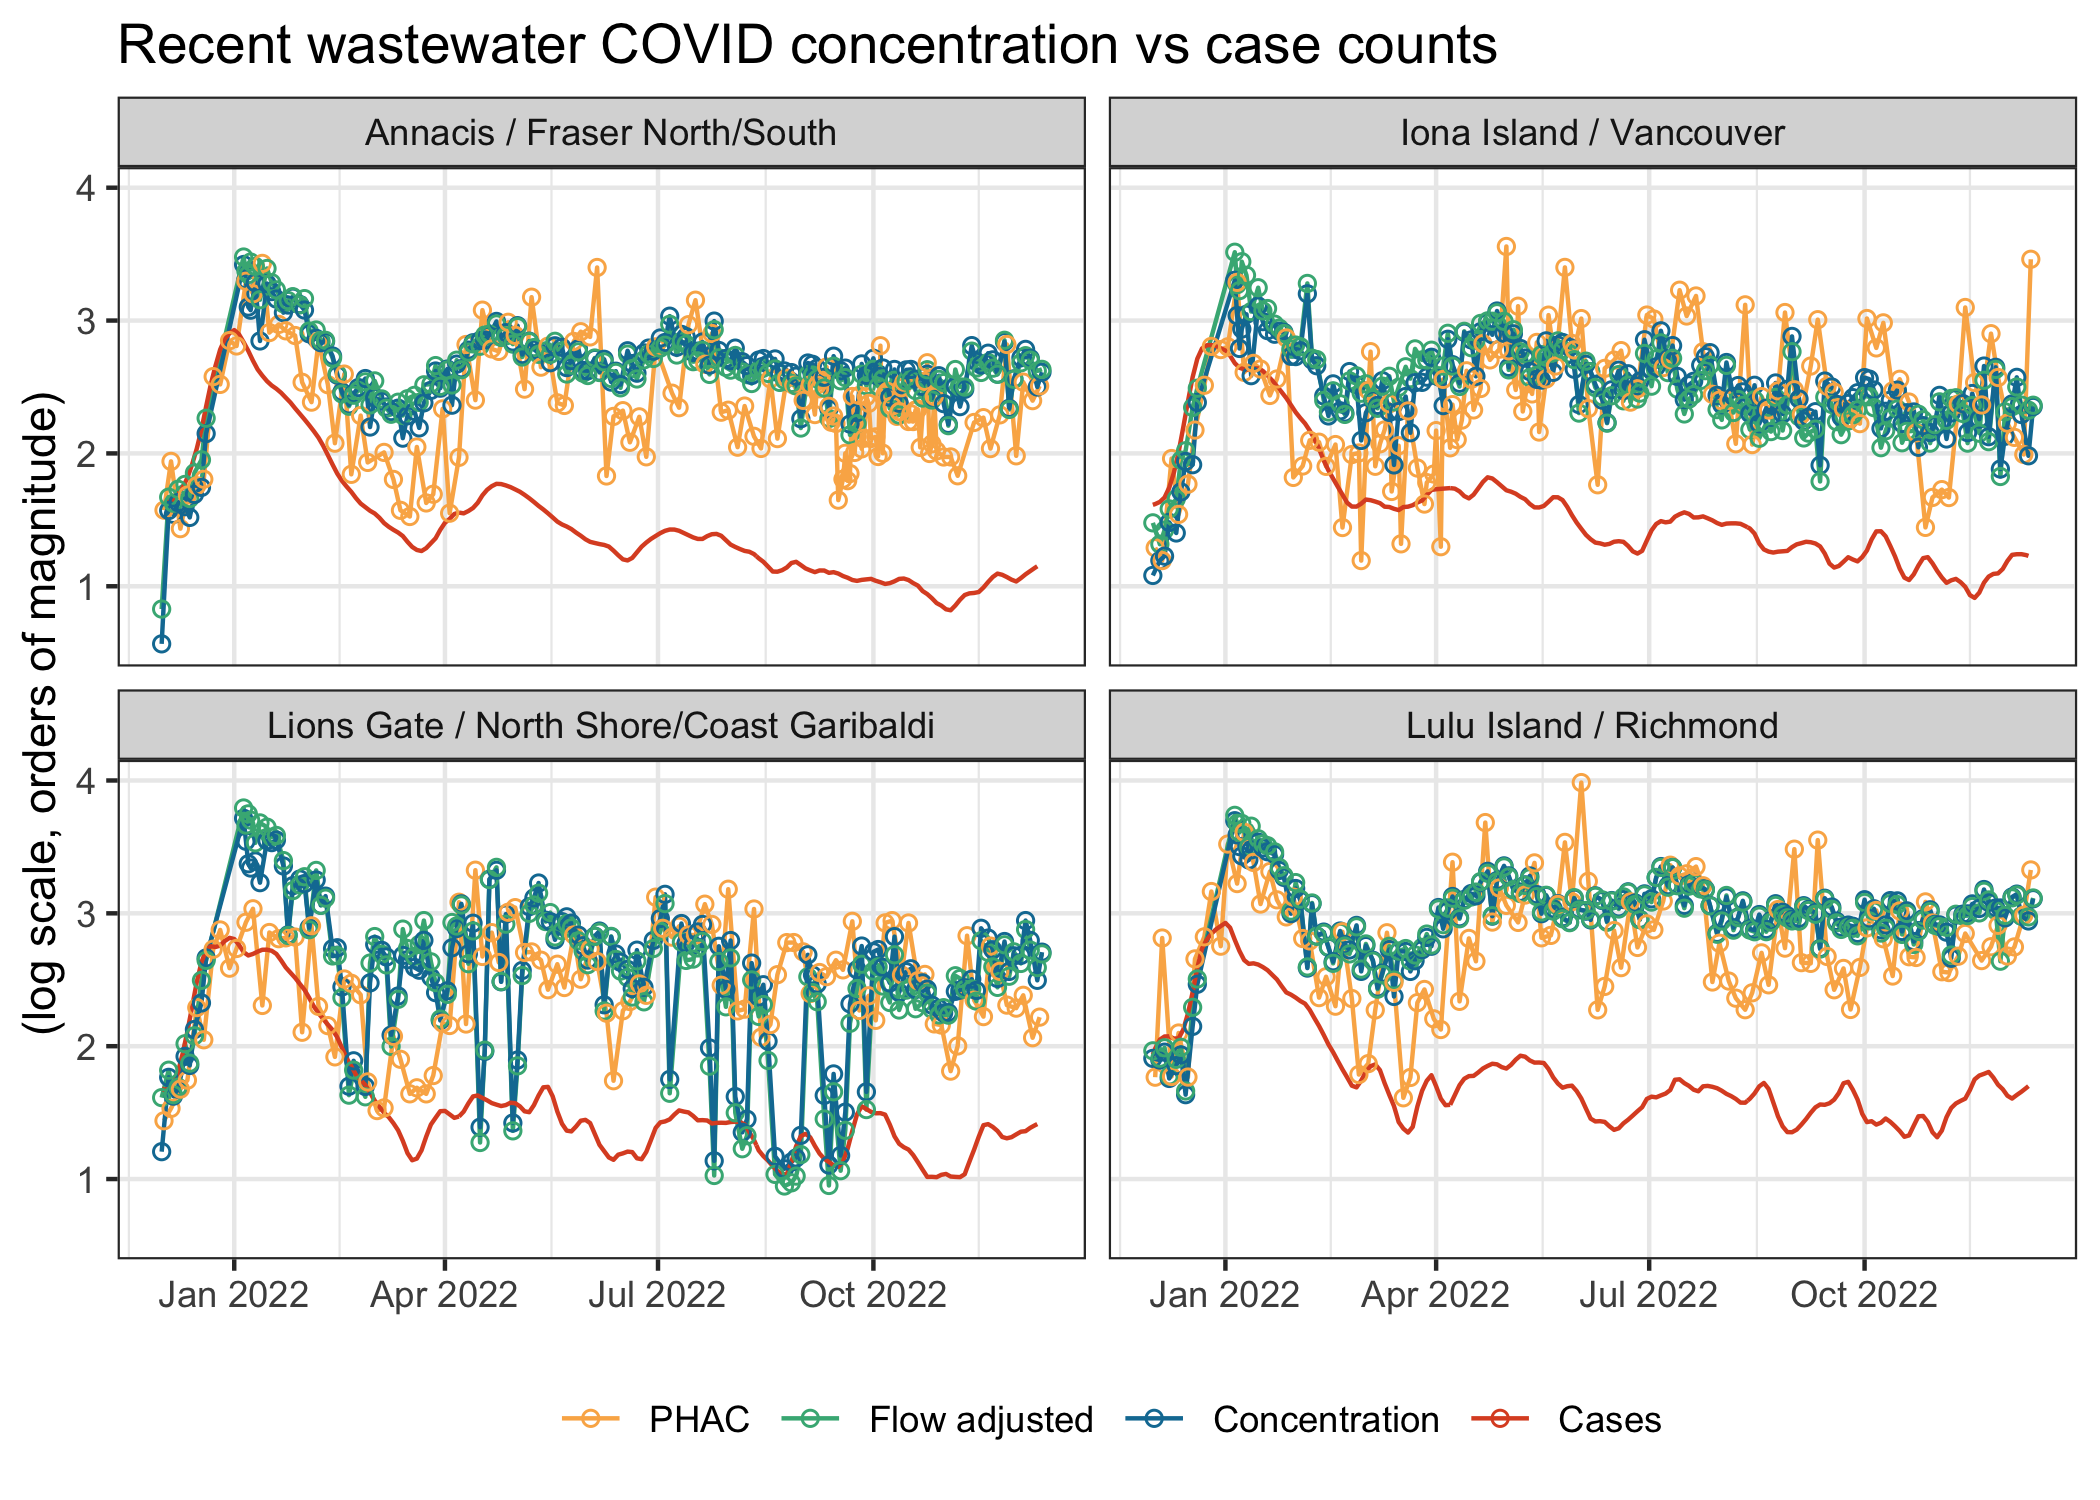 Recent wastewater COVID concentration vs case counts
Annacis / Fraser North/South
Iona Island / Vancouver
4
3
2
1
(log scale, orders of magnitude)
Lions Gate / North Shore/Coast Garibaldi
Lulu Island / Richmond
4
3
2
1
Jan 2022 Apr 2022 Jul 2022 Oct 2022
Jan 2022 Apr 2022 Jul 2022 Oct 2022
PHAC Flow adjusted Concentration Cases